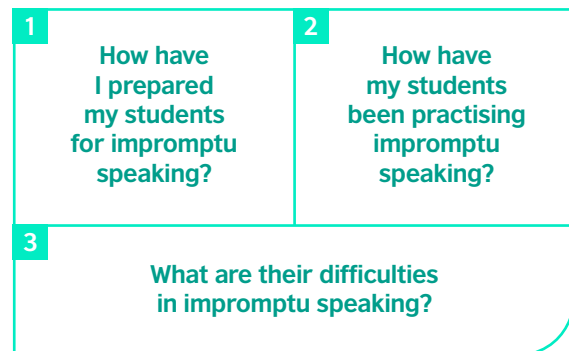 1
How have
I prepared
my students
for impromptu
speaking?
2
How have
my students
been practising
impromptu
speaking?
3
What are their difficulties
in impromptu speaking?